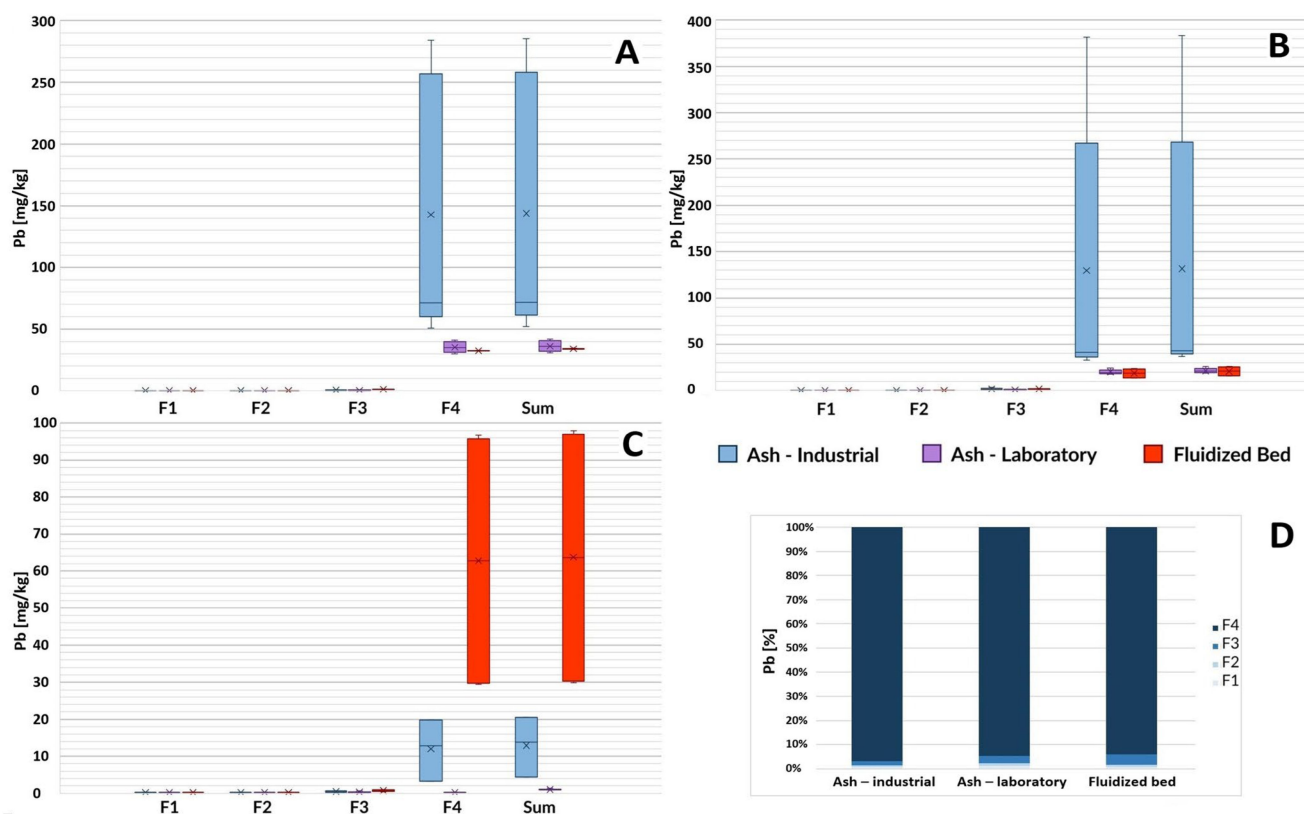 A
Pb [mg/kg]
300
250
200
150
100
50
0
F1 F2 F3 F4 Sum
B
Pb [mg/kg]
400
350
300
250
200
150
100
50
0
F1 F2 F3 F4 Sum
Ash - Industrial Ash - Laboratory Fluidized Bed
C
Pb [mg/kg]
100
90
80
70
60
50
40
30
20
10
0
F1 F2 F3 F4 Sum
D
Pb [%]
100%
90%
80%
70%
60%
50%
40%
30%
20%
10%
0%
Ash – industrial Ash – laboratory Fluidized bed
F4
F3
F2
F1